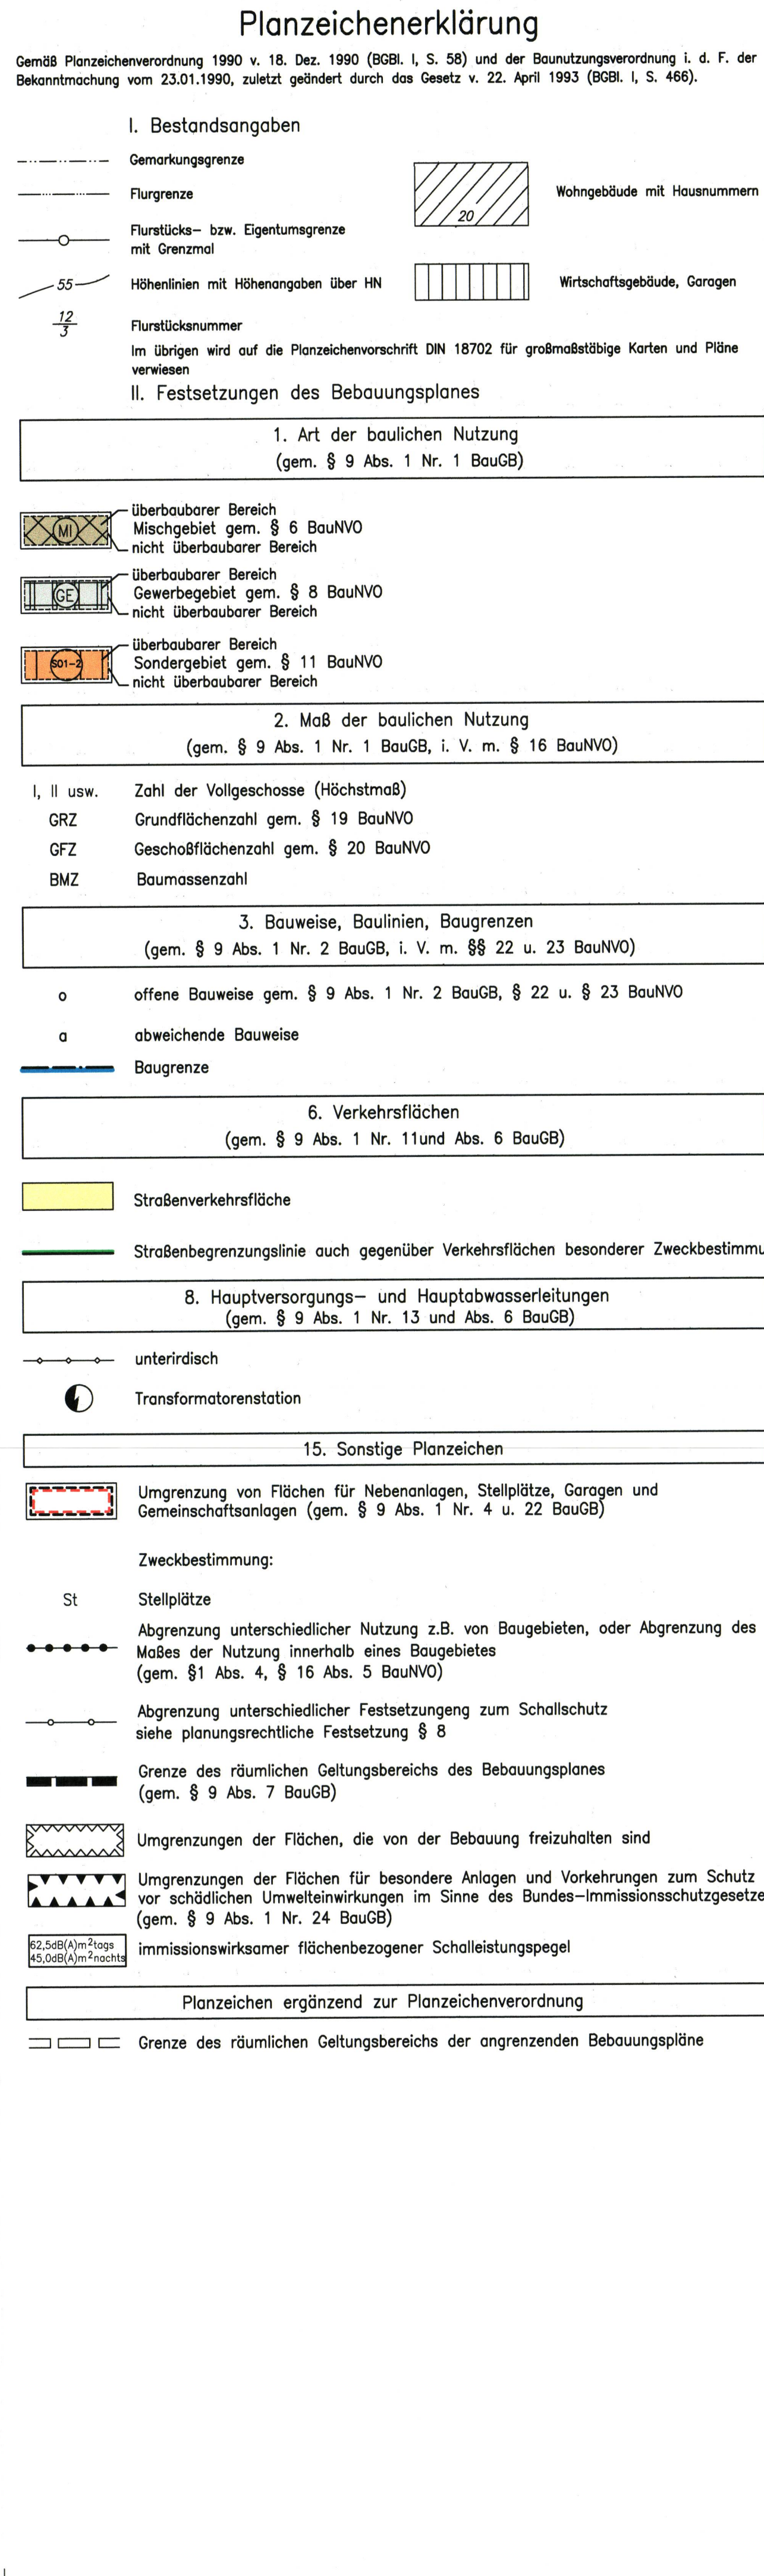 Planzeichenerklärung
Gemäß Planzeichenverordnung 1990 v. 18. Dez. 1990 (BGBl. I, S. 58) und der Baunutzungsverordnung i. d. F. der
Bekanntmachung vom 23.01.1990, zuletzt geändert durch das Gesetz v. 22. April 1993 (BGBl. I, S. 466).
I. Bestandsangaben
Gemarkungsgrenze
Flurgrenze
20
Wohngebäude mit Hausnummern
Flurstücks- bzw. Eigentumsgrenze
mit Grenzmal
55
Höhenlinien mit Höhenangaben über HN
Wirtschaftsgebäude, Garagen
12
3
Flurstücksnummer
Im übrigen wird auf die Planzeichenvorschrift DIN 18702 für großmaßstäbige Karten und Pläne
verwiesen
II. Festsetzungen des Bebauungsplanes
1. Art der baulichen Nutzung
(gem. § 9 Abs. 1 Nr. 1 BauGB)
überbaubarer Bereich
MI
Mischgebiet gem. § 6 BauNVO
nicht überbaubarer Bereich
überbaubarer Bereich
GE
Gewerbegebiet gem. § 8 BauNVO
nicht überbaubarer Bereich
überbaubarer Bereich
SO1-2
Sondergebiet gem. § 11 BauNVO
nicht überbaubarer Bereich
2. Maß der baulichen Nutzung
(gem. § 9 Abs. 1 Nr. 1 BauGB, i. V. m. § 16 BauNVO)
I, II usw. Zahl der Vollgeschosse (Höchstmaß)
GRZ Grundflächenzahl gem. § 19 BauNVO
GFZ Geschoßflächenzahl gem. § 20 BauNVO
BMZ Baumassenzahl
3. Bauweise, Baulinien, Baugrenzen
(gem. § 9 Abs. 1 Nr. 2 BauGB, i. V. m. §§ 22 u. 23 BauNVO)
o offene Bauweise gem. § 9 Abs. 1 Nr. 2 BauGB, § 22 u. § 23 BauNVO
a abweichende Bauweise
Baugrenze
6. Verkehrsflächen
(gem. § 9 Abs. 1 Nr. 11und Abs. 6 BauGB)
Straßenverkehrsfläche
Straßenbegrenzungslinie auch gegenüber Verkehrsflächen besonderer Zweckbestimmu
8. Hauptversorgungs- und Hauptabwasserleitungen
(gem. § 9 Abs. 1 Nr. 13 und Abs. 6 BauGB)
unterirdisch
Transformatorenstation
15. Sonstige Planzeichen
Umgrenzung von Flächen für Nebenanlagen, Stellplätze, Garagen und
Gemeinschaftsanlagen (gem. § 9 Abs. 1 Nr. 4 u. 22 BauGB)
Zweckbestimmung:
St Stellplätze
Abgrenzung unterschiedlicher Nutzung z.B. von Baugebieten, oder Abgrenzung des
Maßes der Nutzung innerhalb eines Baugebietes
(gem. §1 Abs. 4, § 16 Abs. 5 BauNVO)
Abgrenzung unterschiedlicher Festsetzungeng zum Schallschutz
siehe planungsrechtliche Festsetzung § 8
Grenze des räumlichen Geltungsbereichs des Bebauungsplanes
(gem. § 9 Abs. 7 BauGB)
Umgrenzungen der Flächen, die von der Bebauung freizuhalten sind
Umgrenzungen der Flächen für besondere Anlagen und Vorkehrungen zum Schutz
vor schädlichen Umwelteinwirkungen im Sinne des Bundes-Immissionsschutzgesetze
(gem. § 9 Abs. 1 Nr. 24 BauGB)
62,5dB(A)m²tags
45,0dB(A)m²nachts
immissionswirksamer flächenbezogener Schalleistungspegel
Planzeichen ergänzend zur Planzeichenverordnung
Grenze des räumlichen Geltungsbereichs der angrenzenden Bebauungspläne